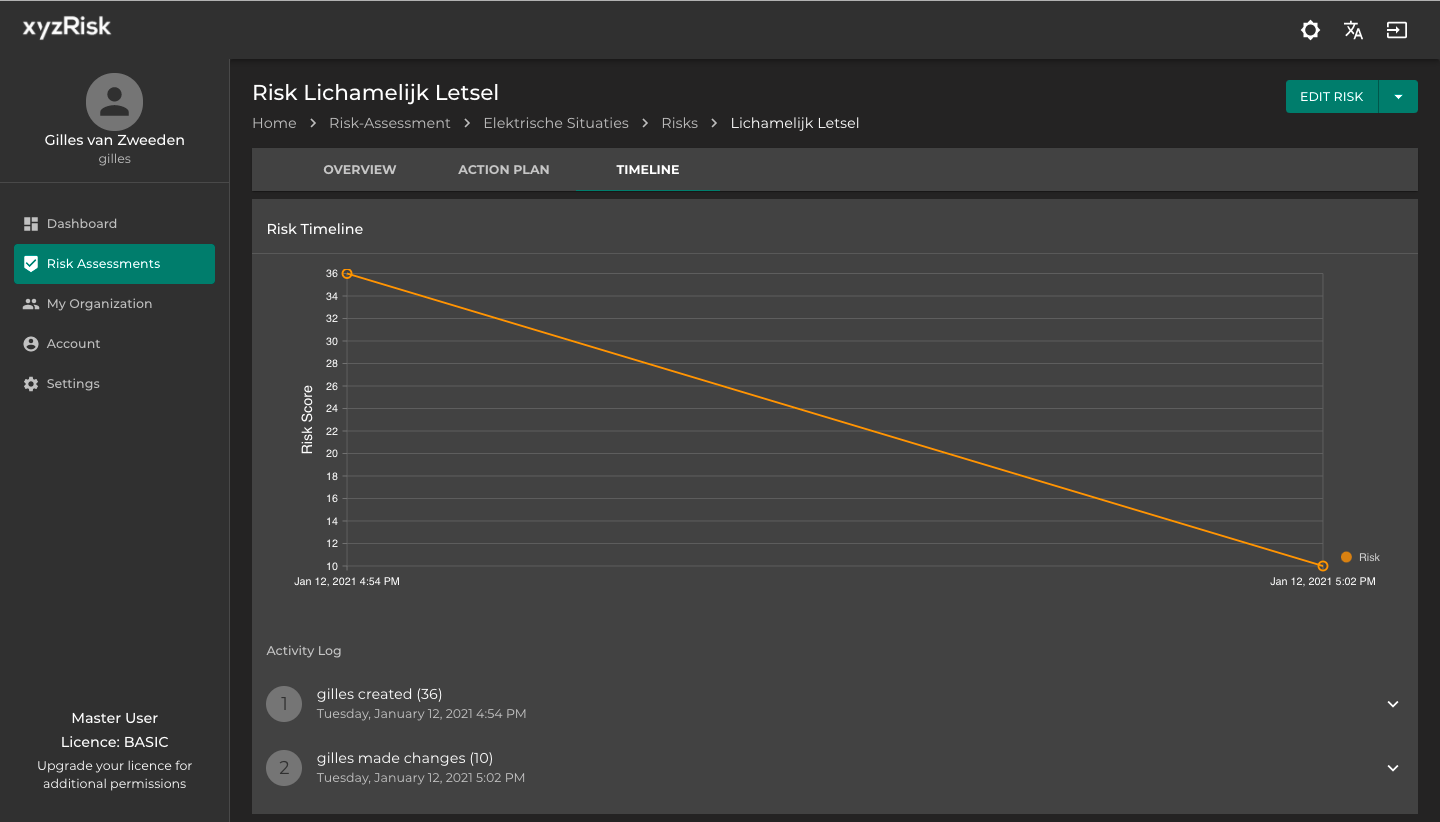 xyzRisk
Gilles van Zweeden
gilles
Dashboard
Risk Assessments
My Organization
Account
Settings
Master User
Licence: BASIC
Upgrade your licence for
additional permissions
Risk Lichamelijk Letsel
EDIT RISK
Home > Risk-Assessment > Elektrische Situaties > Risks > Lichamelijk Letsel
OVERVIEW ACTION PLAN TIMELINE
Risk Timeline
Risk Score
36
34
32
30
28
26
24
22
20
18
16
14
12
10
Jan 12, 2021 4:54 PM Jan 12, 2021 5:02 PM
Risk
Activity Log
1
gilles created (36)
Tuesday, January 12, 2021 4:54 PM
2
gilles made changes (10)
Tuesday, January 12, 2021 5:02 PM